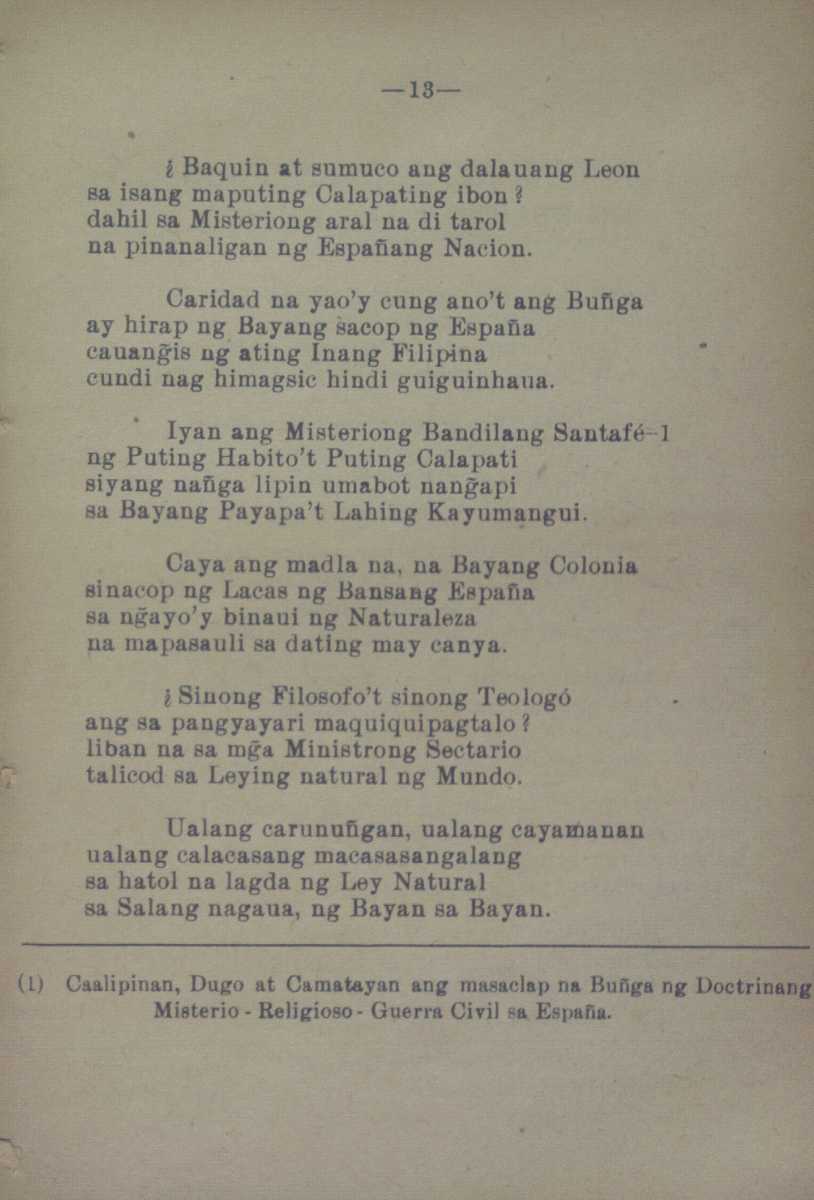 —13—
¿ Baquin at sumuco ang dalauang Leon
sa isang maputing Calapating ibon ?
dahil sa Misteriong aral na di tarol
na pinanaligan ng Españang Nacion.
Caridad na yao'y cung ano't ang Buñga
ay hirap ng Bayang sacop ng España
cauang̃is ng ating Inang Filipina
cundi nag himagsic hindi guiguinhaua.
Iyan ang Misteriong Bandilang Santafé-1
ng Puting Habito't Puting Calapati
siyang nañga lipin umabot nang̃api
sa Bayang Payapa't Lahing Kayumangui.
Caya ang madla na, na Bayang Colonia
sinacop ng Lacas ng Bansang España
sa ng̃ayo'y binaui ng Naturaleza
na mapasauli sa dating may canya.
¿ Sinong Filosofo't sinong Teologó
ang sa pangyayari maquiquipagtalo ?
liban na sa mg̃a Ministrong Sectario
talicod sa Leying natural ng Mundo.
Ualang carunuñgan, ualang cayamanan
ualang calacasang macasasangalang
sa hatol na lagda ng Ley Natural
sa Salang nagaua, ng Bayan sa Bayan.
(1) Caalipinan, Dugo at Camatayan ang masaclap na Buñga ng Doctrinang
Misterio - Religioso - Guerra Civil sa España.